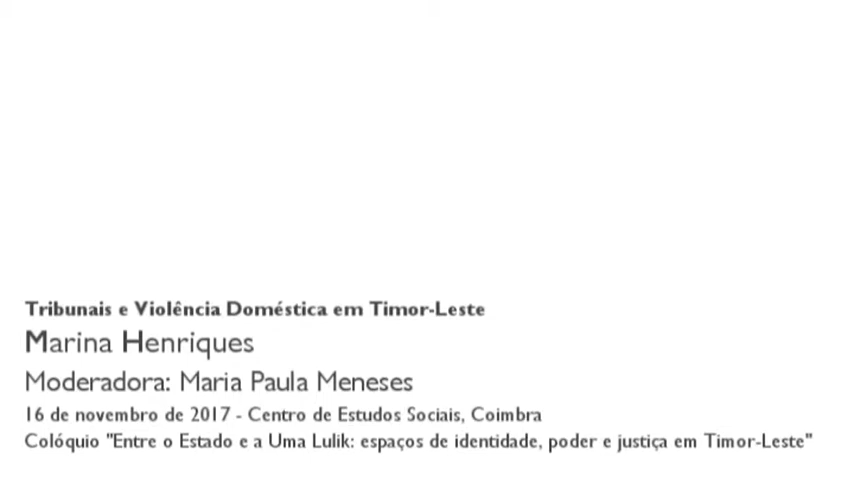 Tribunais e Violência Doméstica em Timor-Leste
Marina Henriques
Moderadora: Maria Paula Meneses
16 de novembro de 2017 - Centro de Estudos Sociais, Coimbra
Colóquio "Entre o Estado e a Uma Lulik: espaços de identidade, poder e justiça em Timor-Leste"